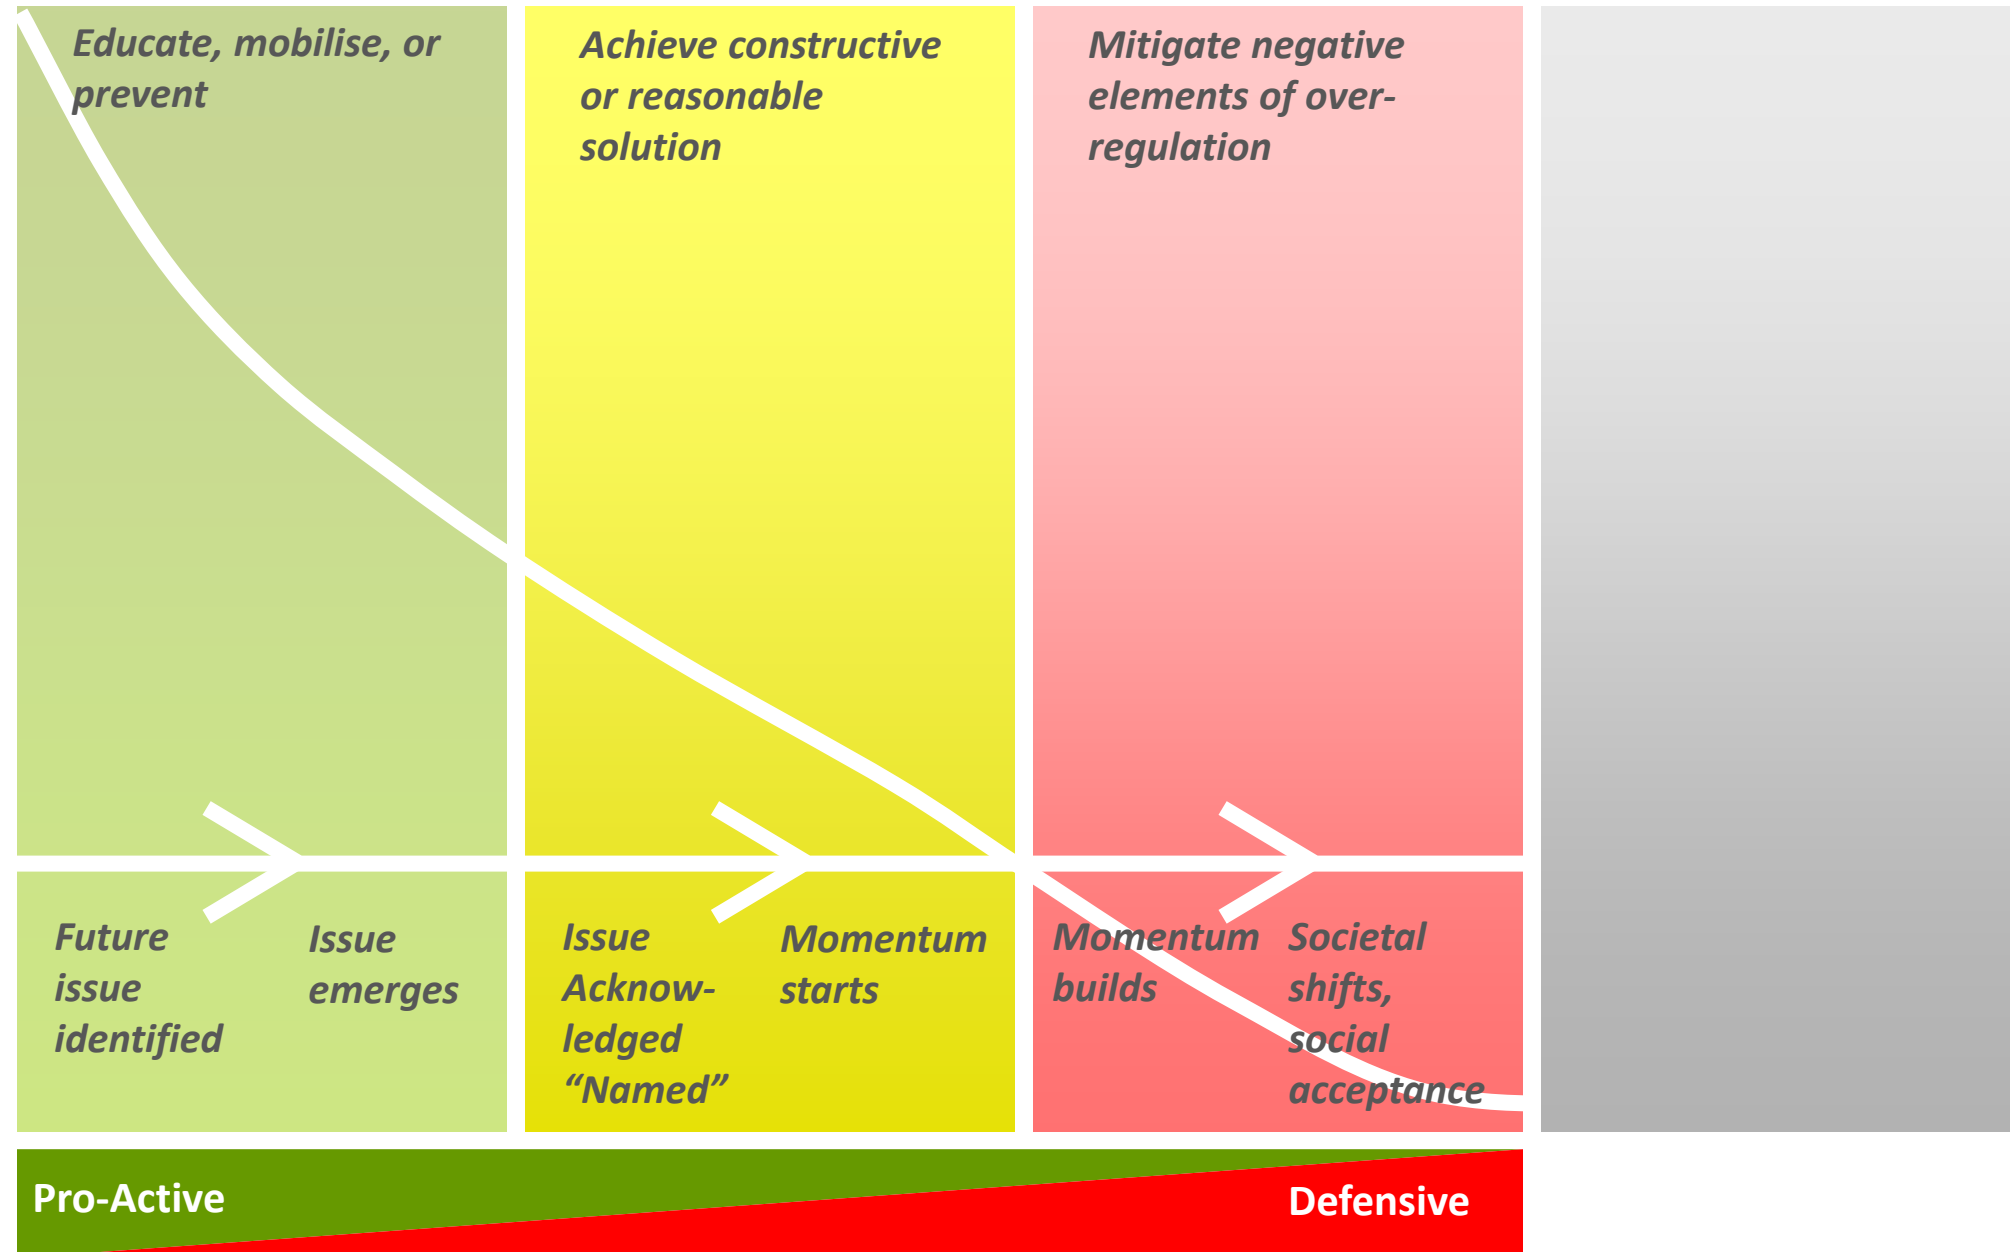 Educate, mobilise, or
prevent
Achieve constructive
or reasonable
solution
Mitigate negative
elements of over-
regulation
Future
issue
identified
Issue
emerges
Issue
Acknow-
ledged
“Named”
Momentum
starts
Momentum
builds
Societal
shifts,
social
acceptance
Pro-Active
Defensive